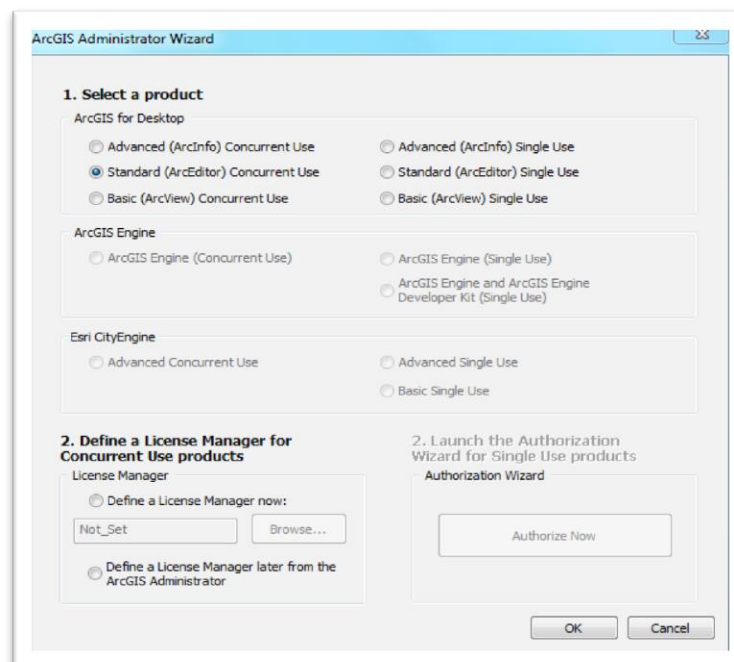 ArcGIS Administrator Wizard
1. Select a product
ArcGIS for Desktop
Advanced (ArcInfo) Concurrent Use
Advanced (ArcInfo) Single Use
Standard (ArcEditor) Concurrent Use
Standard (ArcEditor) Single Use
Basic (ArcView) Concurrent Use
Basic (ArcView) Single Use
ArcGIS Engine
ArcGIS Engine (Concurrent Use)
ArcGIS Engine (Single Use)
ArcGIS Engine and ArcGIS Engine
Developer Kit (Single Use)
Esri CityEngine
Advanced Concurrent Use
Advanced Single Use
Basic Single Use
2. Define a License Manager for
Concurrent Use products
License Manager
Define a License Manager now:
Not_Set
Browse...
Define a License Manager later from the
ArcGIS Administrator
2. Launch the Authorization
Wizard for Single Use products
Authorization Wizard
Authorize Now
OK
Cancel